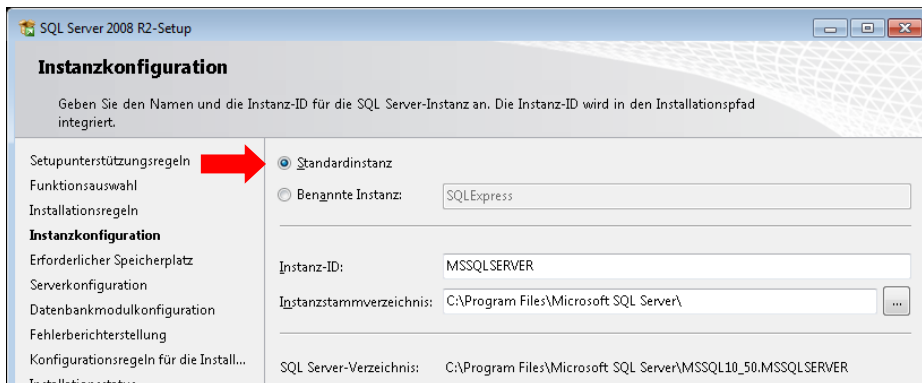 SQL Server 2008 R2-Setup
Instanzkonfiguration
Geben Sie den Namen und die Instanz-ID für die SQL Server-Instanz an. Die Instanz-ID wird in den Installationspfad
integriert.
Setupunterstützungsregeln
Funktionsauswahl
Installationsregeln
Instanzkonfiguration
Erforderlicher Speicherplatz
Serverkonfiguration
Datenbankmodulkonfiguration
Fehlerberichterstellung
Konfigurationsregeln für die Install...
Installationsstatus
Standardinstanz
Benannte Instanz: SQLExpress
Instanz-ID: MSSQLSERVER
Instanzstammverzeichnis: C:\Program Files\Microsoft SQL Server\ ...
SQL Server-Verzeichnis: C:\Program Files\Microsoft SQL Server\MSSQL10_50.MSSQLSERVER